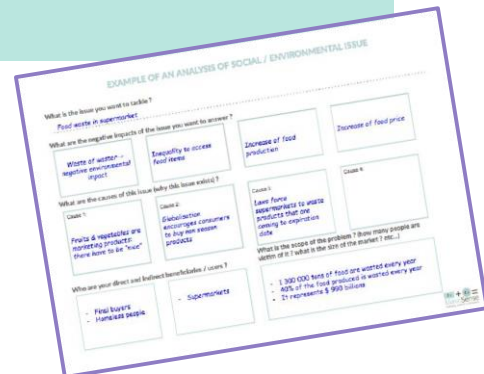 EXAMPLE OF AN ANALYSIS OF SOCIAL / ENVIRONMENTAL ISSUE
What is the issue you want to tackle ?
Food waste in supermarket
What are the negative impacts of the issue you want to answer ?
Waste of water -
negative environmental
impact
Inequality to access
food items
Increase of food
production
Increase of food price
What are the causes of this issue (why this issue exists) ?
Cause 1:
Fruits & vegetables are
marketing products:
there have to be "nice"
Cause 2:
Globalisation
encourages consumers
to buy non season
products
Cause 3:
Laws force
supermarkets to waste
products that are
coming to expiration
date
Cause 4:
Who are your direct and indirect beneficiaries / users ?
- Final buyers
- Homeless people
- Supermarkets
What is the scope of the problem ? (how many people are
victim of it ? what is the size of the market ? etc...)
- 1 300 000 tons of food are wasted every year
- 40% of the food produced is wasted every year
- It represents $ 990 billions